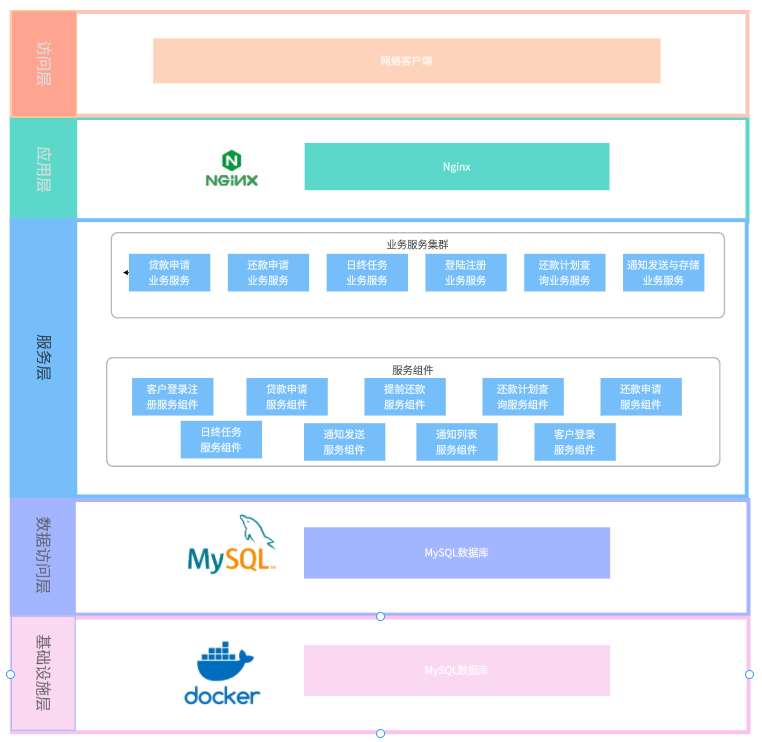 访问层
网络客户端
应用层
NGINX
Nginx
服务层
业务服务集群
贷款申请
业务服务
还款申请
业务服务
日终任务
业务服务
登陆注册
业务服务
还款计划查
询业务服务
通知发送与存储
业务服务
服务组件
客户登录注
册服务组件
贷款申请
服务组件
提前还款
服务组件
还款计划查
询服务组件
还款申请
服务组件
日终任务
服务组件
通知发送
服务组件
通知列表
服务组件
客户登录
服务组件
数据访问层
MySQL
MySQL数据库
基础设施层
docker
MySQL数据库